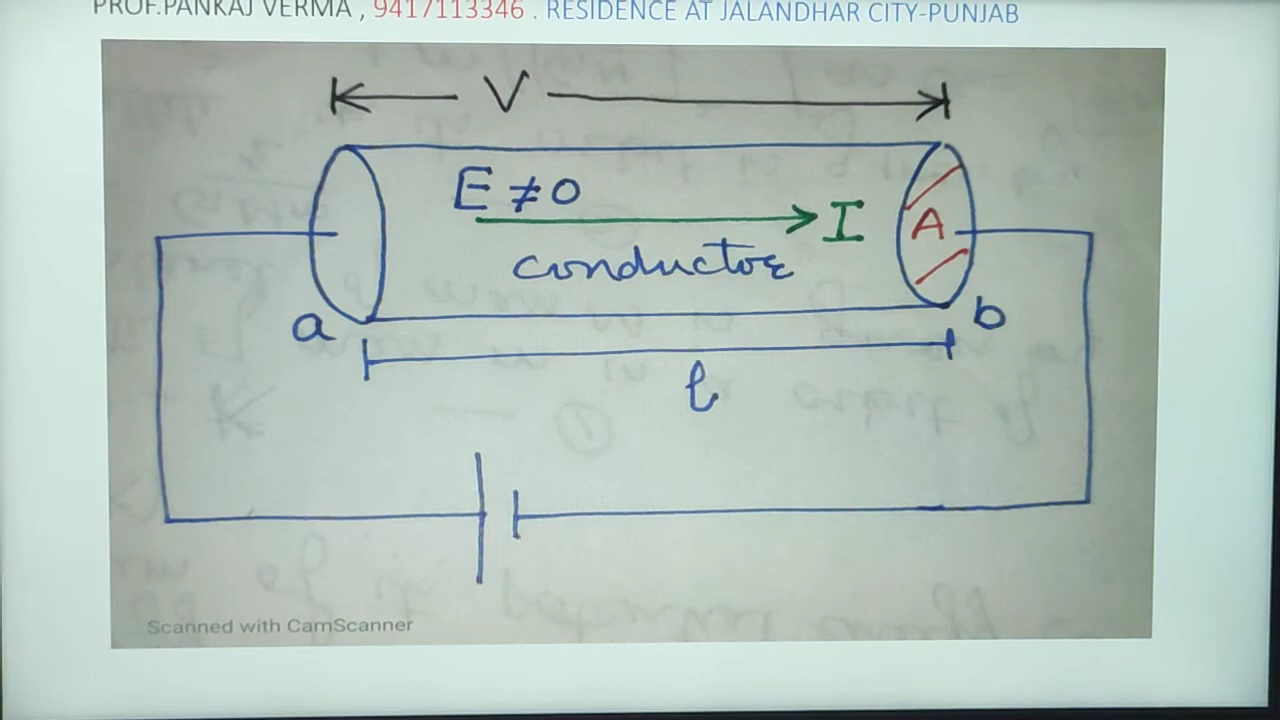 PROF.PANKAJ VERMA , 9417113346 . RESIDENCE AT JALANDHAR CITY-PUNJAB
V
E ≠ 0
I
conductor
A
a
b
l
Scanned with CamScanner